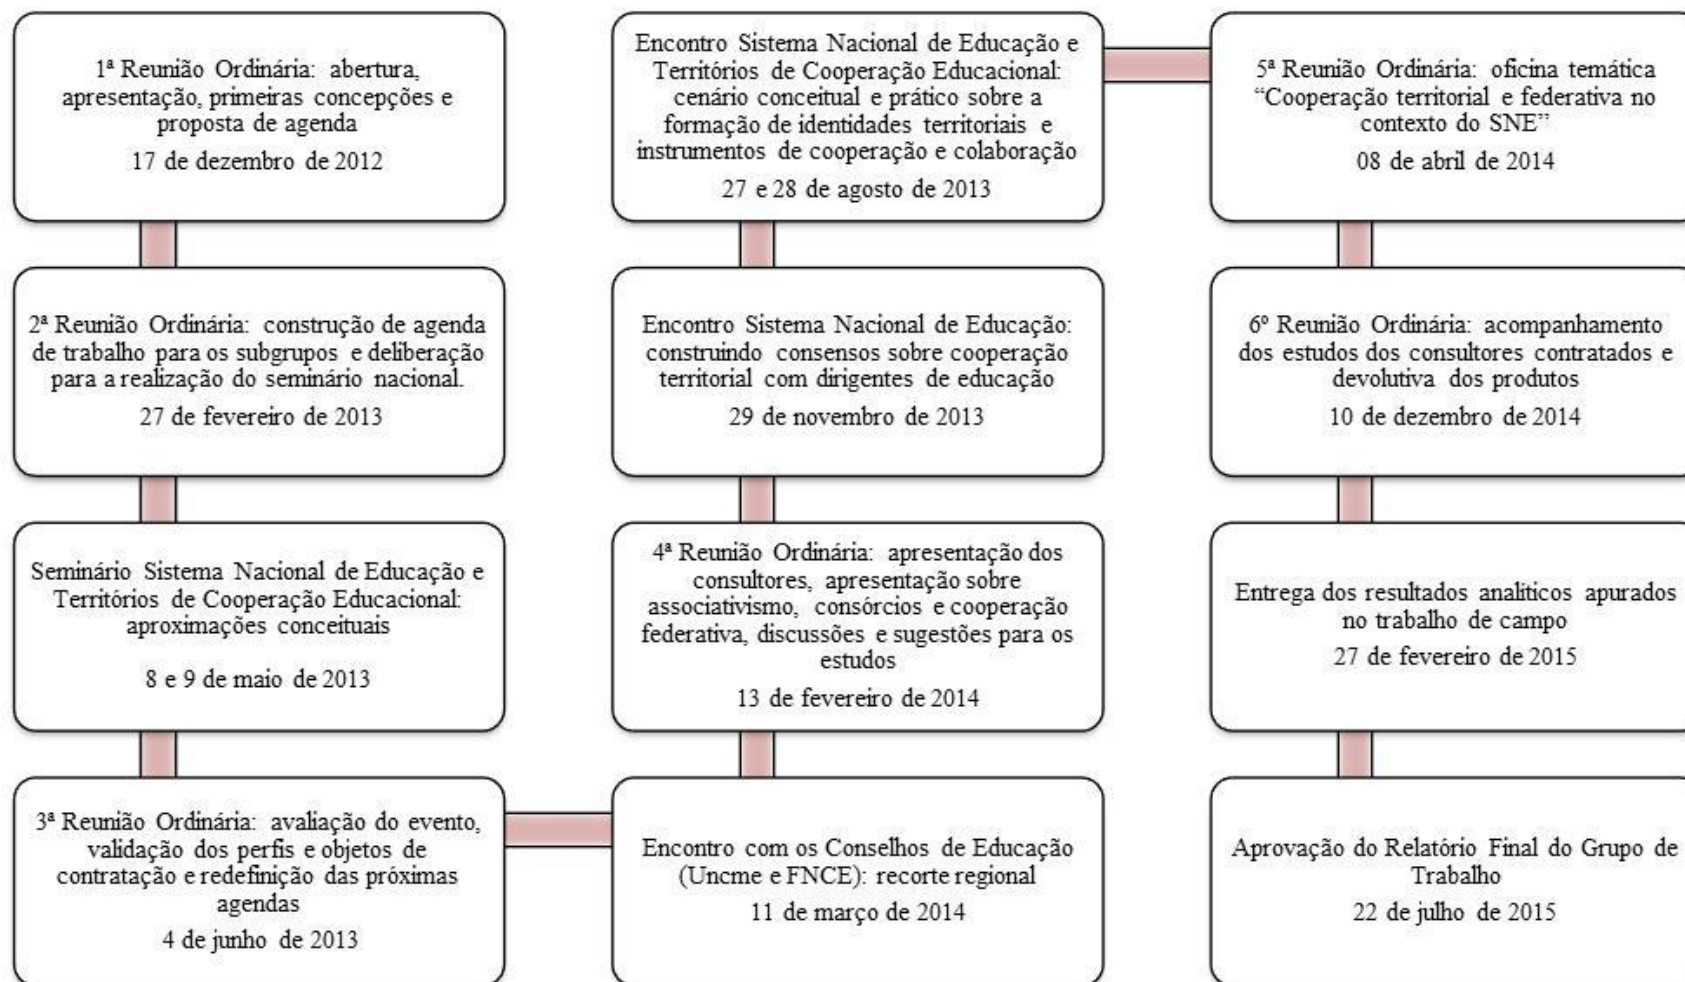 1ª Reunião Ordinária: abertura,
apresentação, primeiras concepções e
proposta de agenda
17 de dezembro de 2012
2ª Reunião Ordinária: construção de agenda
de trabalho para os subgrupos e deliberação
para a realização do seminário nacional.
27 de fevereiro de 2013
Seminário Sistema Nacional de Educação e
Territórios de Cooperação Educacional:
aproximações conceituais
8 e 9 de maio de 2013
3ª Reunião Ordinária: avaliação do evento,
validação dos perfis e objetos de
contratação e redefinição das próximas
agendas
4 de junho de 2013
Encontro Sistema Nacional de Educação e
Territórios de Cooperação Educacional:
cenário conceitual e prático sobre a
formação de identidades territoriais e
instrumentos de cooperação e colaboração
27 e 28 de agosto de 2013
Encontro Sistema Nacional de Educação:
construindo consensos sobre cooperação
territorial com dirigentes de educação
29 de novembro de 2013
4ª Reunião Ordinária: apresentação dos
consultores, apresentação sobre
associativismo, consórcios e cooperação
federativa, discussões e sugestões para os
estudos
13 de fevereiro de 2014
Encontro com os Conselhos de Educação
(Uncme e FNCE): recorte regional
11 de março de 2014
5ª Reunião Ordinária: oficina temática
“Cooperação territorial e federativa no
contexto do SNE”
08 de abril de 2014
6º Reunião Ordinária: acompanhamento
dos estudos dos consultores contratados e
devolutiva dos produtos
10 de dezembro de 2014
Entrega dos resultados analíticos apurados
no trabalho de campo
27 de fevereiro de 2015
Aprovação do Relatório Final do Grupo de
Trabalho
22 de julho de 2015